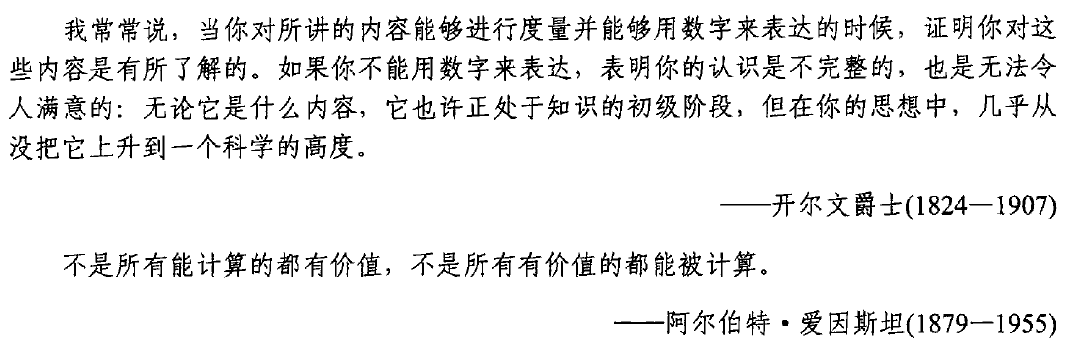 我常常说，当你对所讲的内容能够进行度量并能够用数字来表达的时候，证明你对这
些内容是有所了解的。如果你不能用数字来表达，表明你的认识是不完整的，也是无法令
人满意的：无论它是什么内容，它也许正处于知识的初级阶段，但在你的思想中，几乎从
没把它上升到一个科学的高度。
——开尔文爵士(1824—1907)
不是所有能计算的都有价值，不是所有有价值的都能被计算。
——阿尔伯特·爱因斯坦(1879—1955)